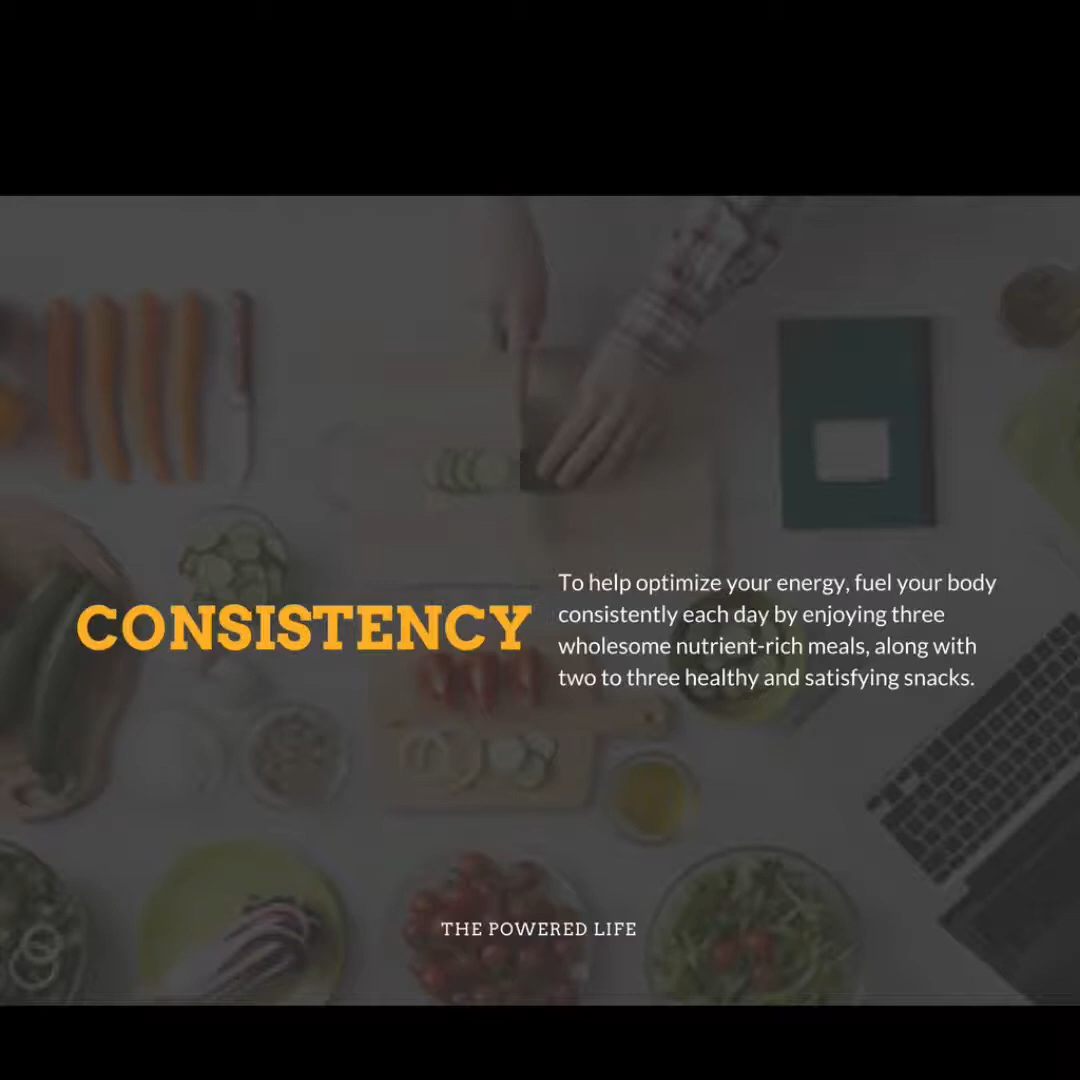 CONSISTENCY
To help optimize your energy, fuel your body
consistently each day by enjoying three
wholesome nutrient-rich meals, along with
two to three healthy and satisfying snacks.
THE POWERED LIFE